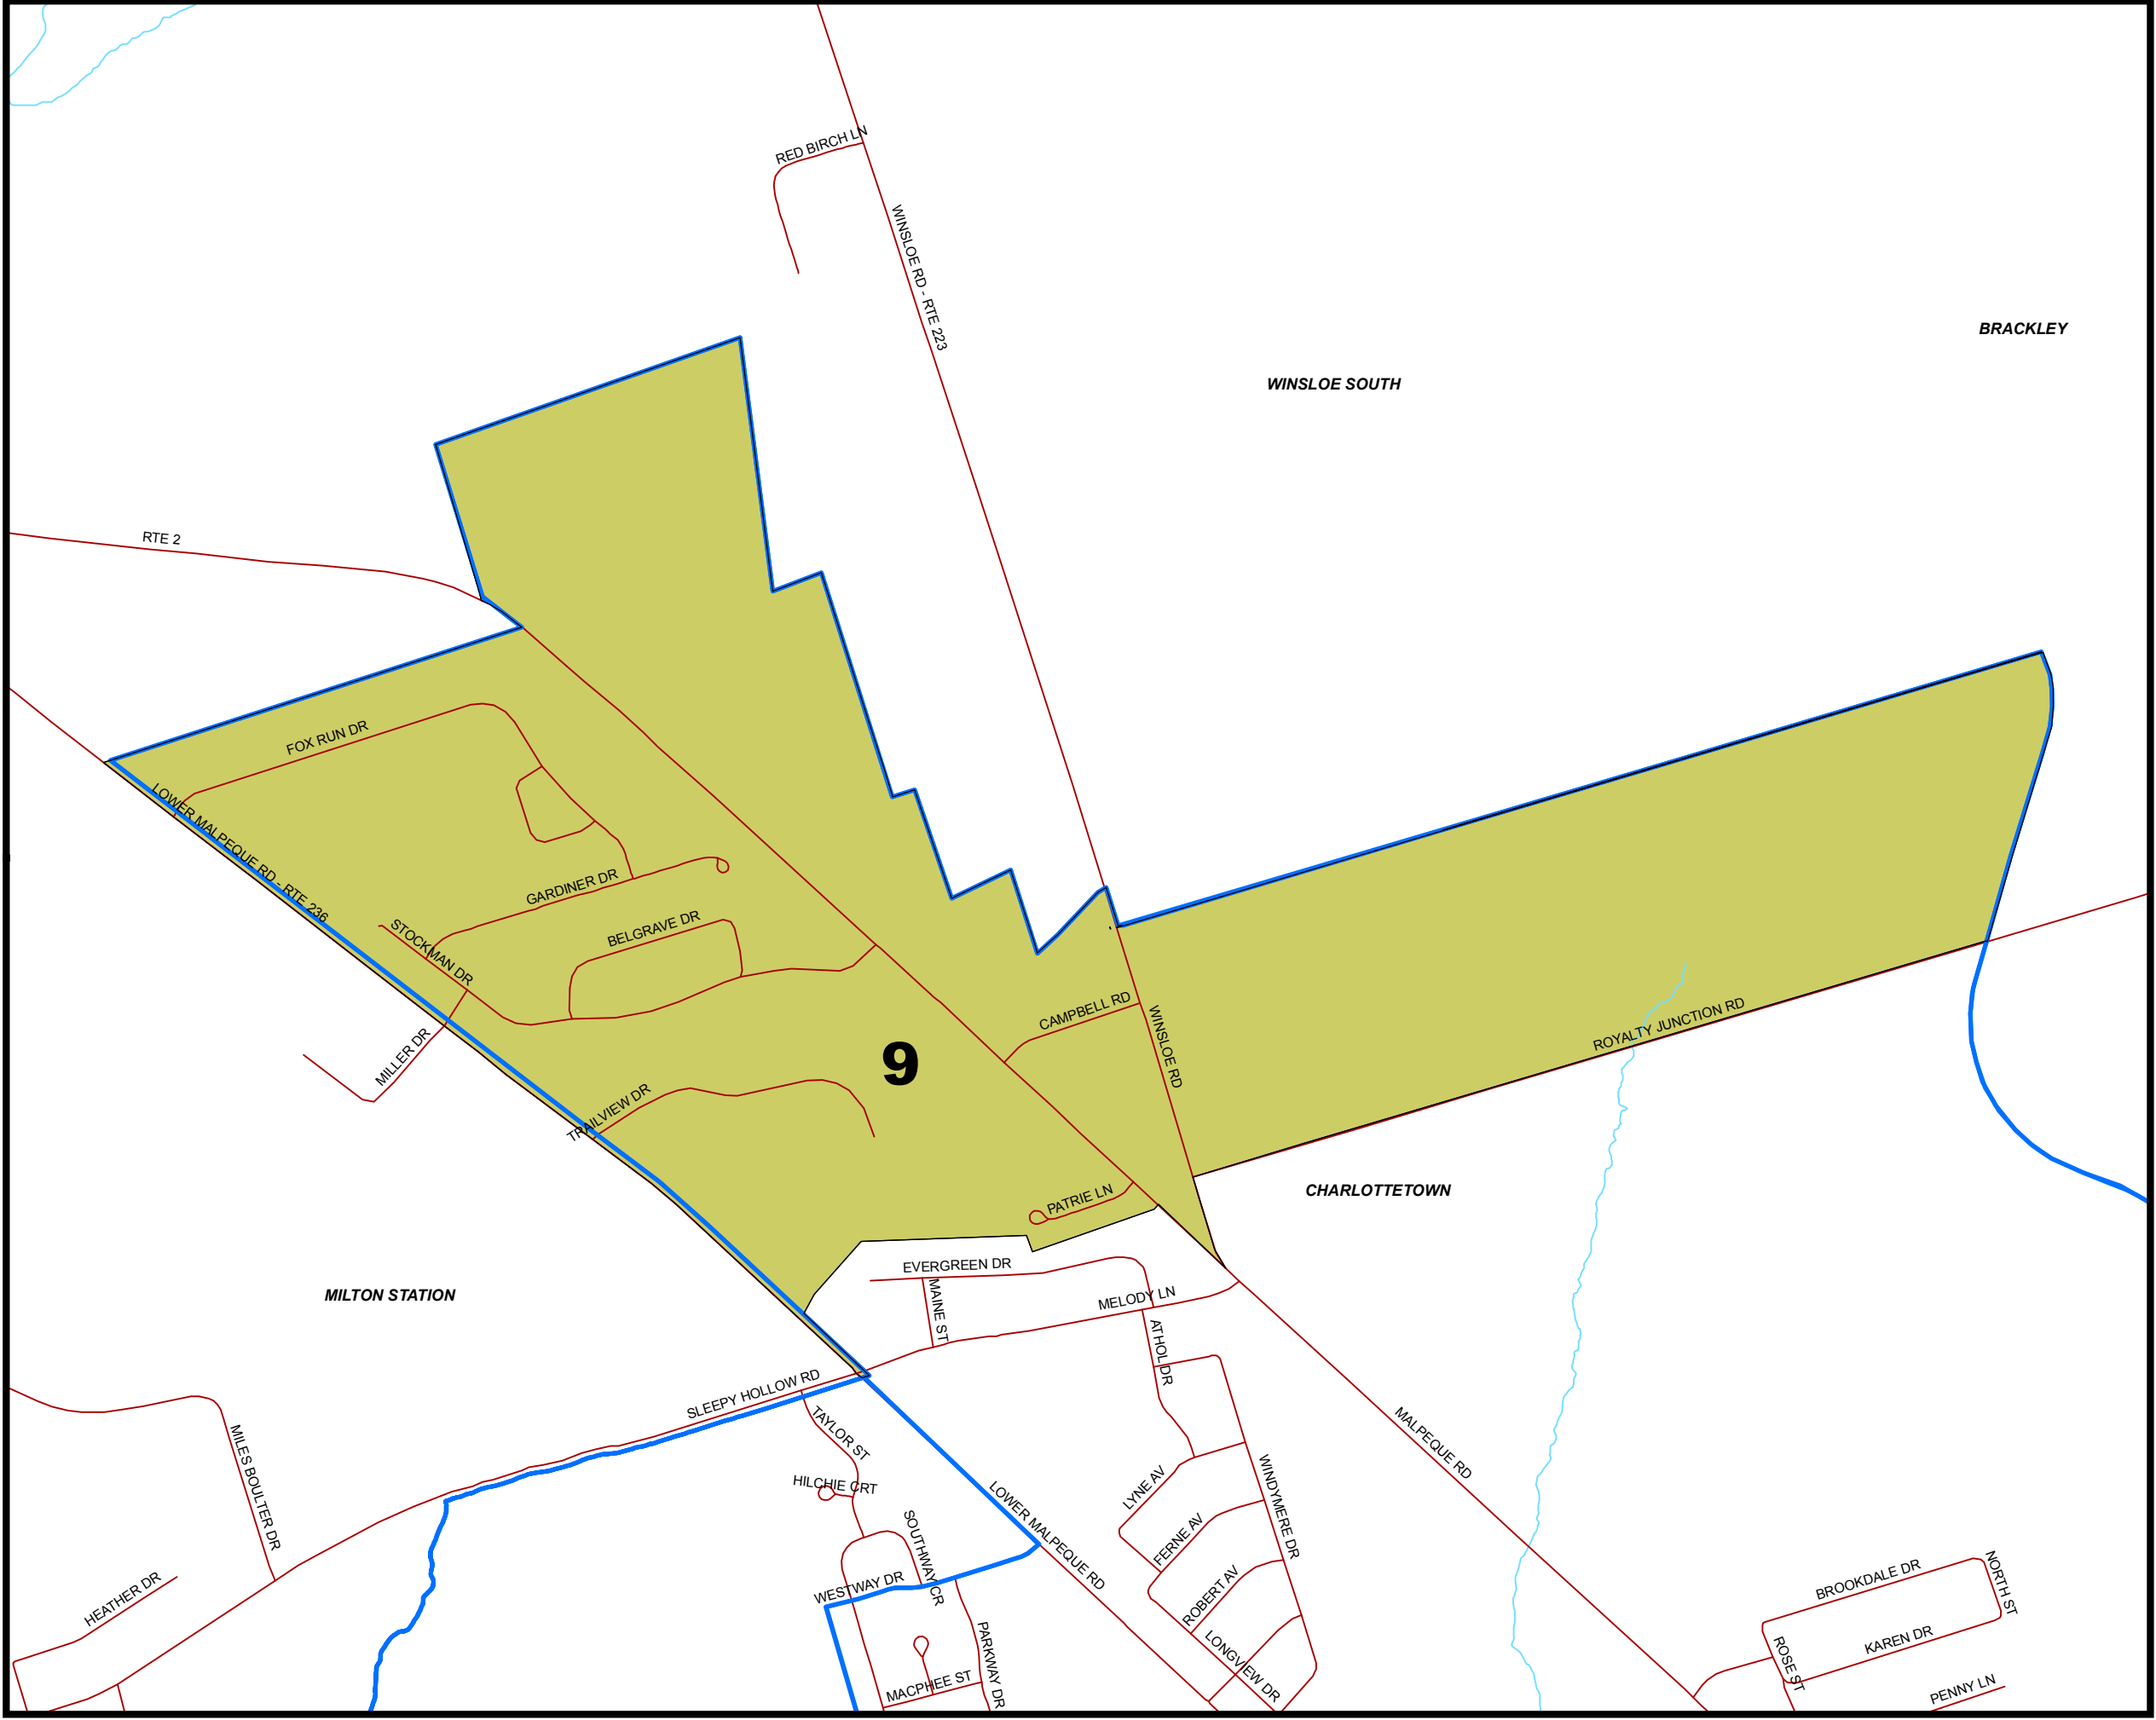 RED BIRCH LN
WINSLOE RD - RTE 223
BRACKLEY
WINSLOE SOUTH
RTE 2
FOX RUN DR
LOWER MALPEQUE RD - RTE 236
GARDINER DR
BELGRAVE DR
STOCKMAN DR
CAMPBELL RD
WINSLOE RD
ROYALTY JUNCTION RD
MILLER DR
9
TRAILVIEW DR
PATRIE LN
CHARLOTTETOWN
EVERGREEN DR
MILTON STATION
MAINE ST
MELODY LN
ATHOL DR
SLEEPY HOLLOW RD
TAYLOR ST
MALPEQUE RD
MILES BOULTER DR
HILCHIE CRT
LYNE AV
WINDYMERE DR
LOWER MALPEQUE RD
SOUTHWAY CR
FERNE AV
HEATHER DR
WESTWAY DR
ROBERT AV
BROOKDALE DR
NORTH ST
PARKWAY DR
LONGVIEW DR
KAREN DR
ROSE ST
MACPHEE ST
PENNY LN